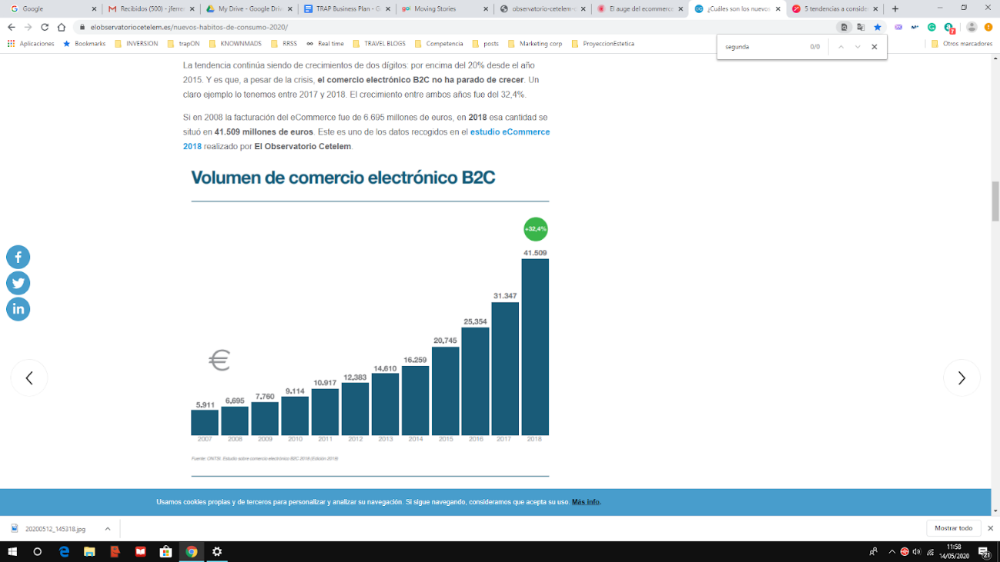 Google
Recibidos (500) - jferre
My Drive - Google Driv
TRAP Business Plan - G
Moving Stories
observatorio-cetelem-
El auge del ecommerce
¿Cuáles son los nuevos
5 tendencias a conside
elobservatoriocetelem.es/nuevos-habitos-de-consumo-2020/
Aplicaciones
Bookmarks
INVERSION
trapON
KNOWNMADS
RRSS
Real time
TRAVEL BLOGS
Competencia
posts
Marketing corp
ProyeccionEstetica
Otros marcadores
segunda 0/0
La tendencia continúa siendo de crecimientos de dos dígitos: por encima del 20% desde el año
2015. Y es que, a pesar de la crisis, el comercio electrónico B2C no ha parado de crecer. Un
claro ejemplo lo tenemos entre 2017 y 2018. El crecimiento entre ambos años fue del 32,4%.
Si en 2008 la facturación del eCommerce fue de 6.695 millones de euros, en 2018 esa cantidad se
situó en 41.509 millones de euros. Este es uno de los datos recogidos en el estudio eCommerce
2018 realizado por El Observatorio Cetelem.
Volumen de comercio electrónico B2C
+32,4%
41.509
31.347
25,354
20,745
16.259
14,610
12,383
10.917
9.114
7.760
6,695
5.911
€
2007 2008 2009 2010 2011 2012 2013 2014 2015 2016 2017 2018
Fuente: ONTSI. Estudio sobre comercio electrónico B2C 2018 (Edición 2019)
Usamos cookies propias y de terceros para personalizar y analizar su navegación. Si sigue navegando, consideramos que acepta su uso. Más info.
20200512_145318.jpg
Mostrar todo
11:58
14/05/2020
21